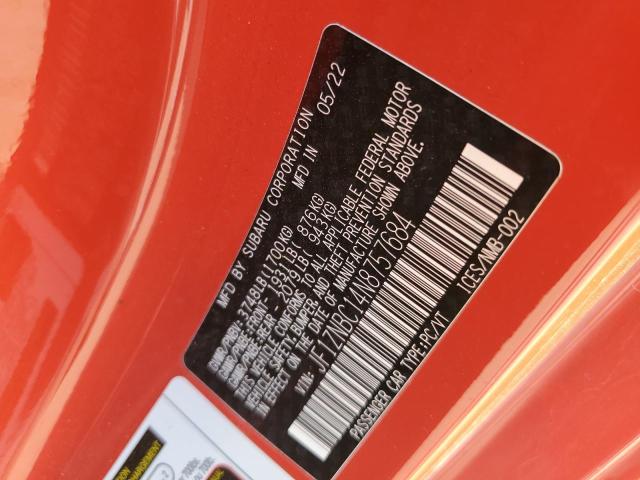 MFD BY SUBARU CORPORATION
MFD IN 05/22
GVWR/PNBV: 3748LB(1700KG)
GAWR/PNBE FRONT: 1931LB( 876KG)
GAWR/PNBE REAR: 2079LB( 943KG)
THIS VEHICLE CONFORMS TO ALL APPLICABLE FEDERAL MOTOR
VEHICLE SAFETY, BUMPER, AND THEFT PREVENTION STANDARDS
IN EFFECT ON THE DATE OF MANUFACTURE SHOWN ABOVE.
VIN: JF1ZNBC14N8757684
PASSENGER CAR TYPE:PC/VT ICES/NMB-002